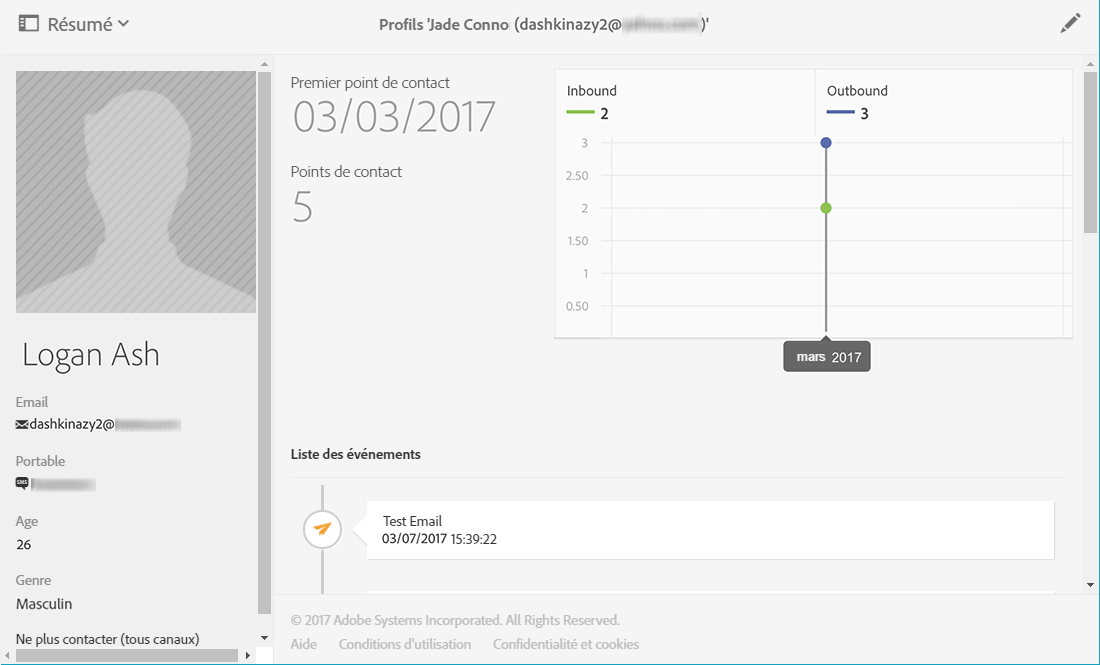 Résumé
Profils 'Jade Conno (dashkinazy2@ )'
Premier point de contact
03/03/2017
Points de contact
5
Inbound
2
Outbound
3
3
2.50
2
1.50
1
0.50
mars 2017
Logan Ash
Email
dashkinazy2@
Portable
SMS
Age
26
Genre
Masculin
Ne plus contacter (tous canaux)
Liste des événements
Test Email
03/07/2017 15:39:22
© 2017 Adobe Systems Incorporated. All Rights Reserved.
Aide Conditions d'utilisation Confidentialité et cookies